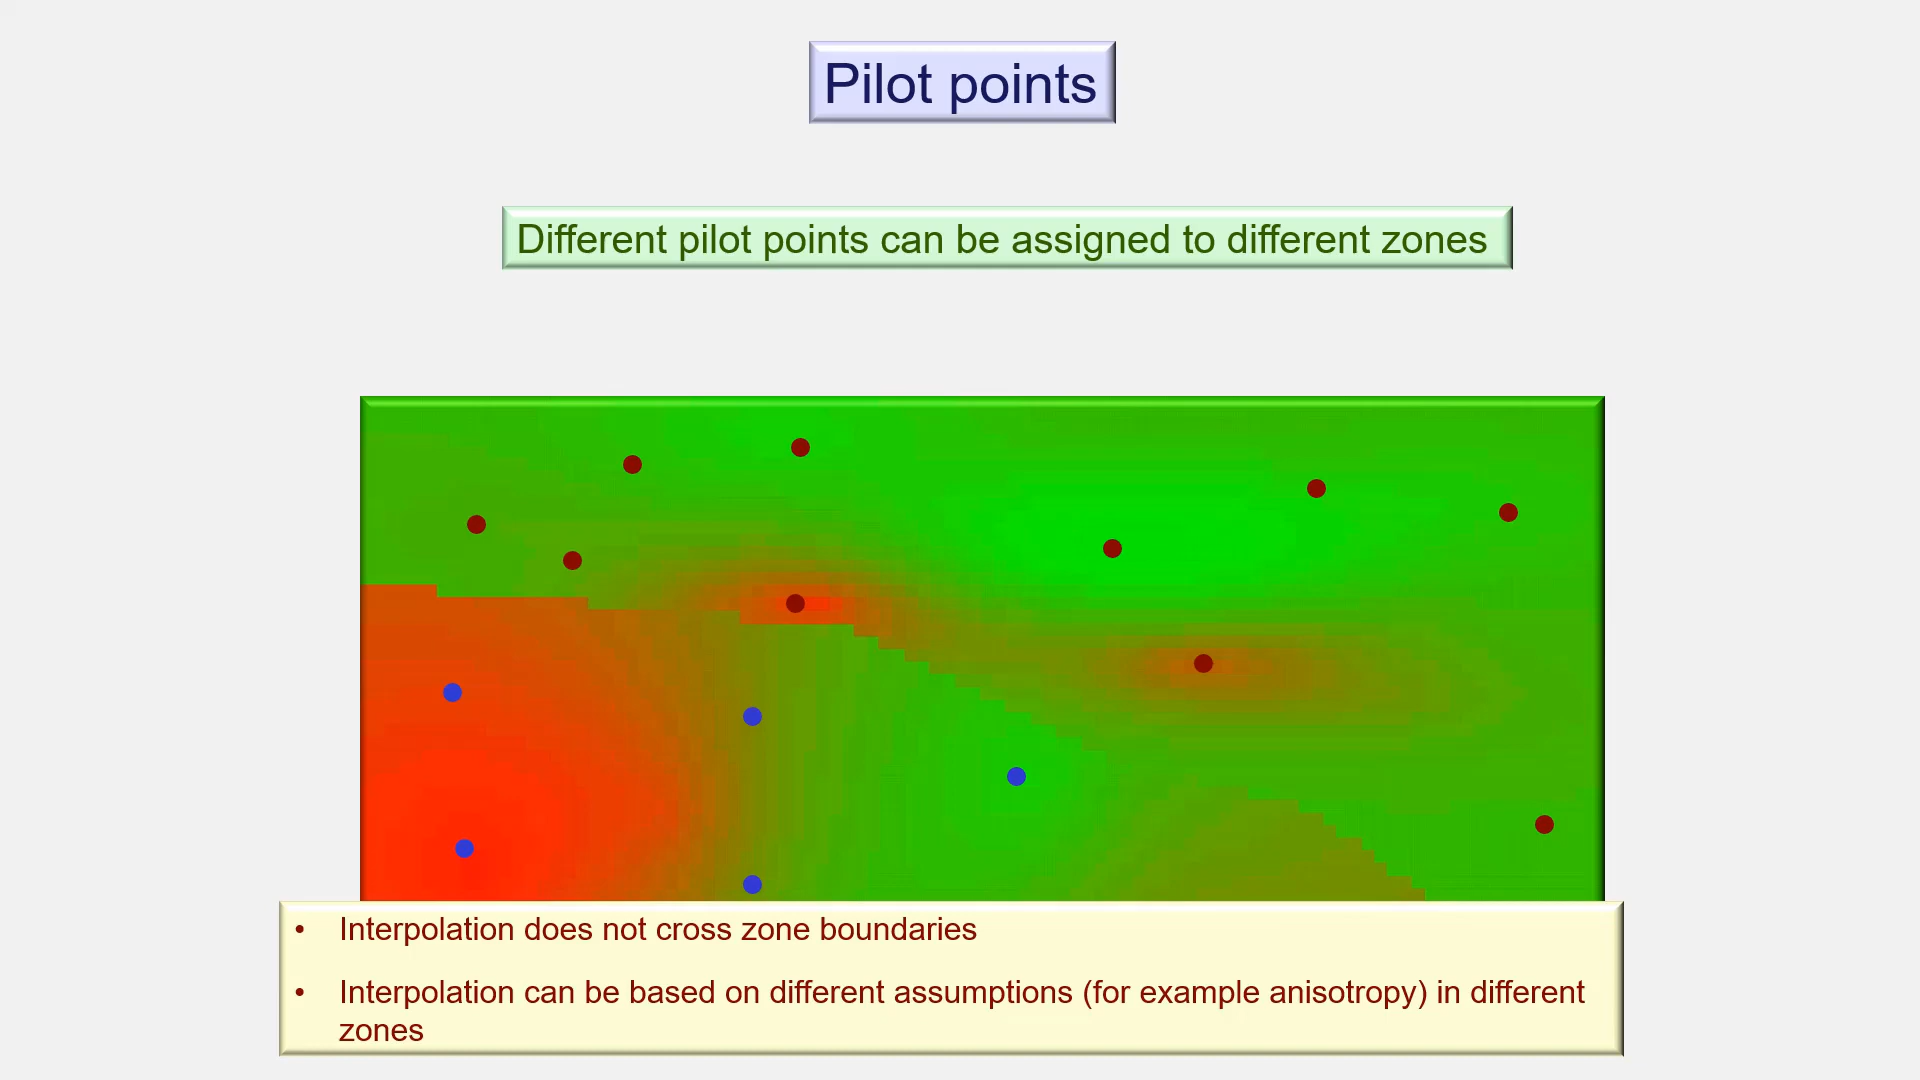 Pilot points
Different pilot points can be assigned to different zones
• Interpolation does not cross zone boundaries
• Interpolation can be based on different assumptions (for example anisotropy) in different
zones